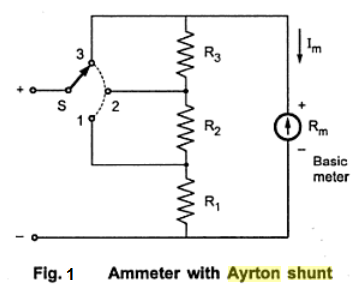 3
R3
Im
+
S
2
+
R2
Rm
1
−
Basic
meter
R1
−
Fig. 1 Ammeter with Ayrton shunt